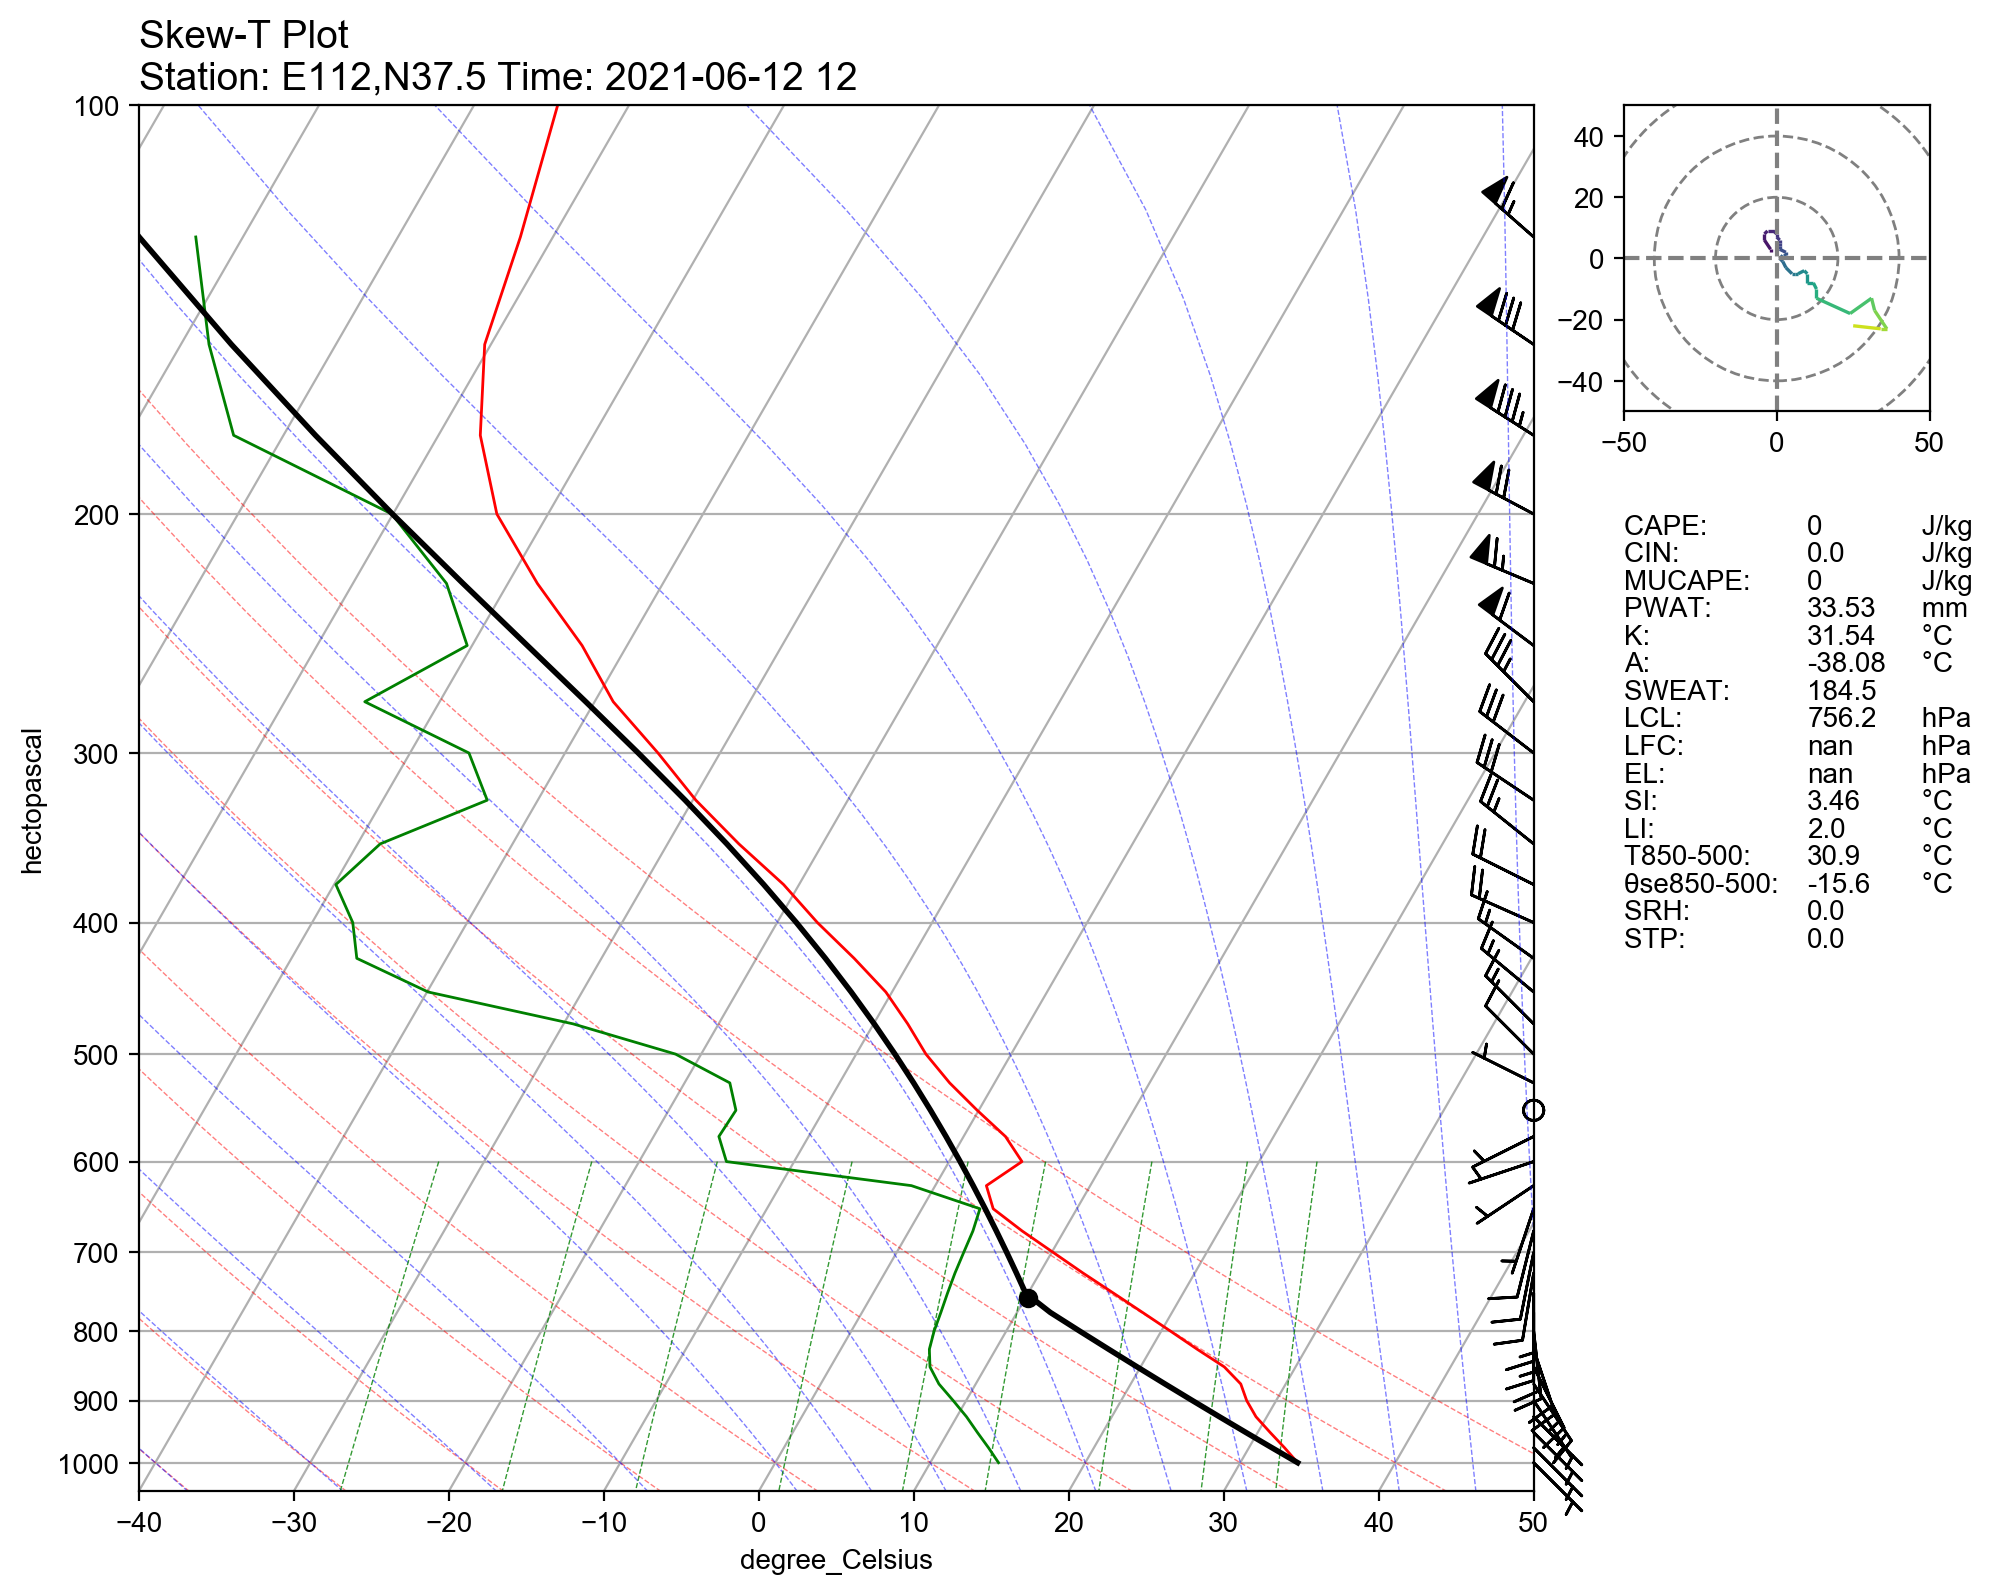 Skew-T Plot
Station: E112,N37.5 Time: 2021-06-12 12
100
200
300
400
500
600
700
800
900
1000
hectopascal
−40 −30 −20 −10 0 10 20 30 40 50
degree_Celsius
40
20
0
−20
−40
−50 0 50
CAPE: 0 J/kg
CIN: 0.0 J/kg
MUCAPE: 0 J/kg
PWAT: 33.53 mm
K: 31.54 °C
A: -38.08 °C
SWEAT: 184.5
LCL: 756.2 hPa
LFC: nan hPa
EL: nan hPa
SI: 3.46 °C
LI: 2.0 °C
T850-500: 30.9 °C
θse850-500: -15.6 °C
SRH: 0.0
STP: 0.0